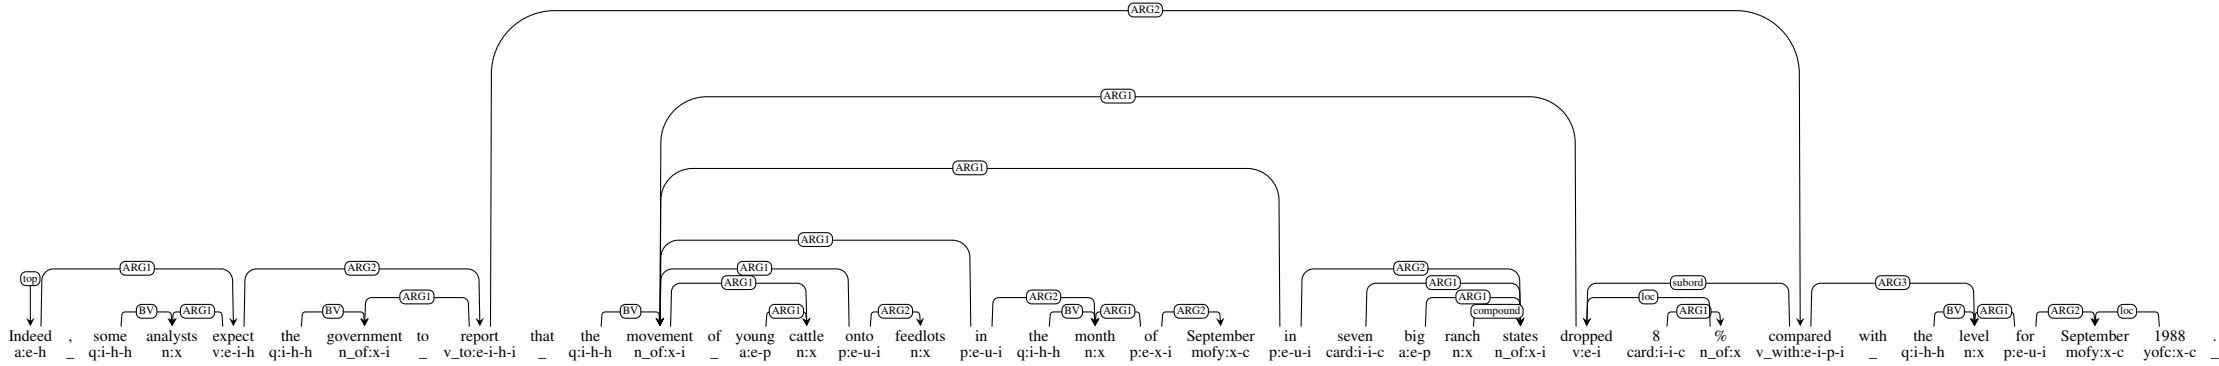 ARG2
ARG1
ARG1
ARG1
top ARG1 ARG2 ARG1 ARG2
ARG1 ARG1 subord ARG3
ARG1 ARG2 ARG1 loc
BV ARG1 BV BV ARG1 ARG2 BV ARG1 ARG2 compound ARG1 BV ARG1 ARG2 loc
Indeed , some analysts expect the government to report that the movement of young cattle onto feedlots in the month of September in seven big ranch states dropped 8 % compared with the level for September 1988 .
a:e-h _ q:i-h-h n:x v:e-i-h q:i-h-h n_of:x-i _ v_to:e-i-h-i _ q:i-h-h n_of:x-i _ a:e-p n:x p:e-u-i n:x p:e-u-i q:i-h-h n:x p:e-x-i mofy:x-c p:e-u-i card:i-i-c a:e-p n:x n_of:x-i v:e-i card:i-i-c n_of:x v_with:e-i-p-i _ q:i-h-h n:x p:e-u-i mofy:x-c yofc:x-c _